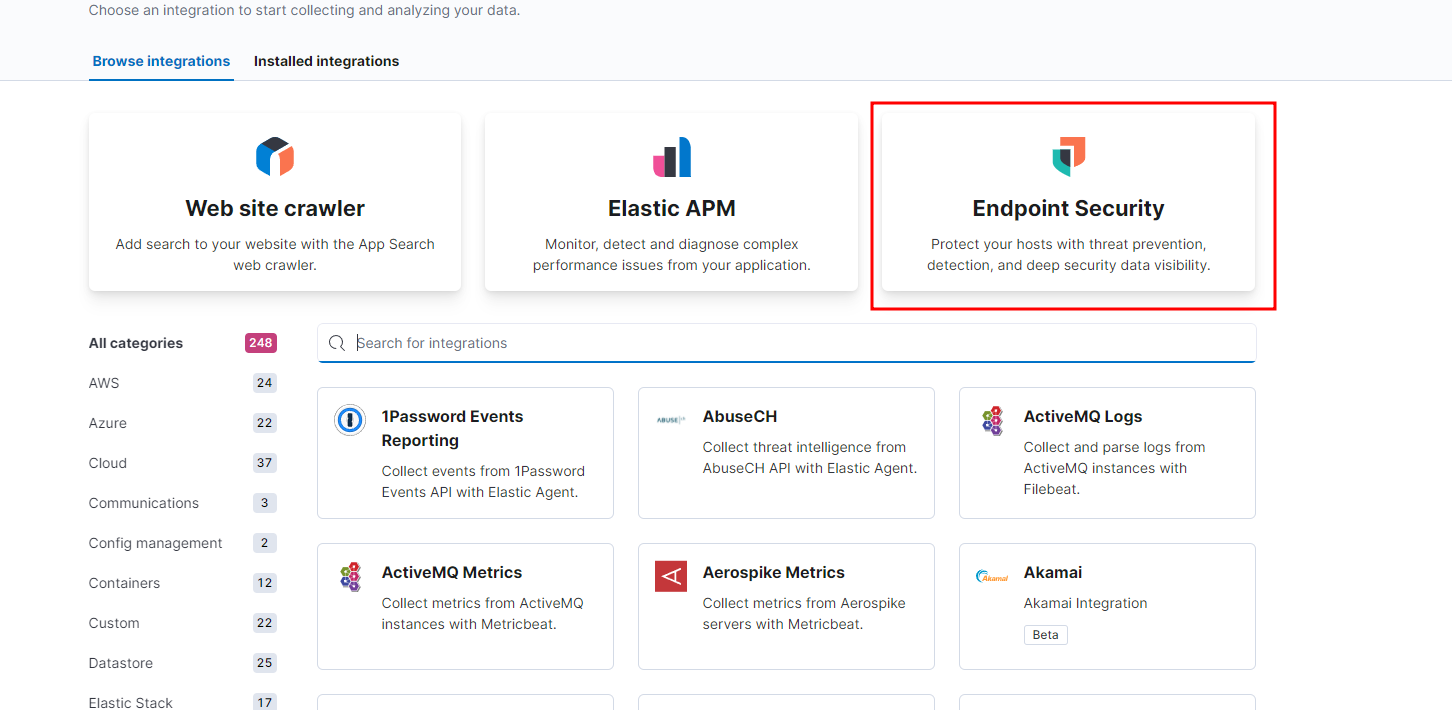 Choose an integration to start collecting and analyzing your data.
Browse integrations
Installed integrations
Web site crawler
Add search to your website with the App Search
web crawler.
Elastic APM
Monitor, detect and diagnose complex
performance issues from your application.
Endpoint Security
Protect your hosts with threat prevention,
detection, and deep security data visibility.
All categories 248
AWS 24
Azure 22
Cloud 37
Communications 3
Config management 2
Containers 12
Custom 22
Datastore 25
Elastic Stack 17
Search for integrations
1Password Events
Reporting
Collect events from 1Password
Events API with Elastic Agent.
ABUSE
AbuseCH
Collect threat intelligence from
AbuseCH API with Elastic Agent.
ActiveMQ Logs
Collect and parse logs from
ActiveMQ instances with
Filebeat.
ActiveMQ Metrics
Collect metrics from ActiveMQ
instances with Metricbeat.
Aerospike Metrics
Collect metrics from Aerospike
servers with Metricbeat.
Akamai
Akamai
Akamai Integration
Beta